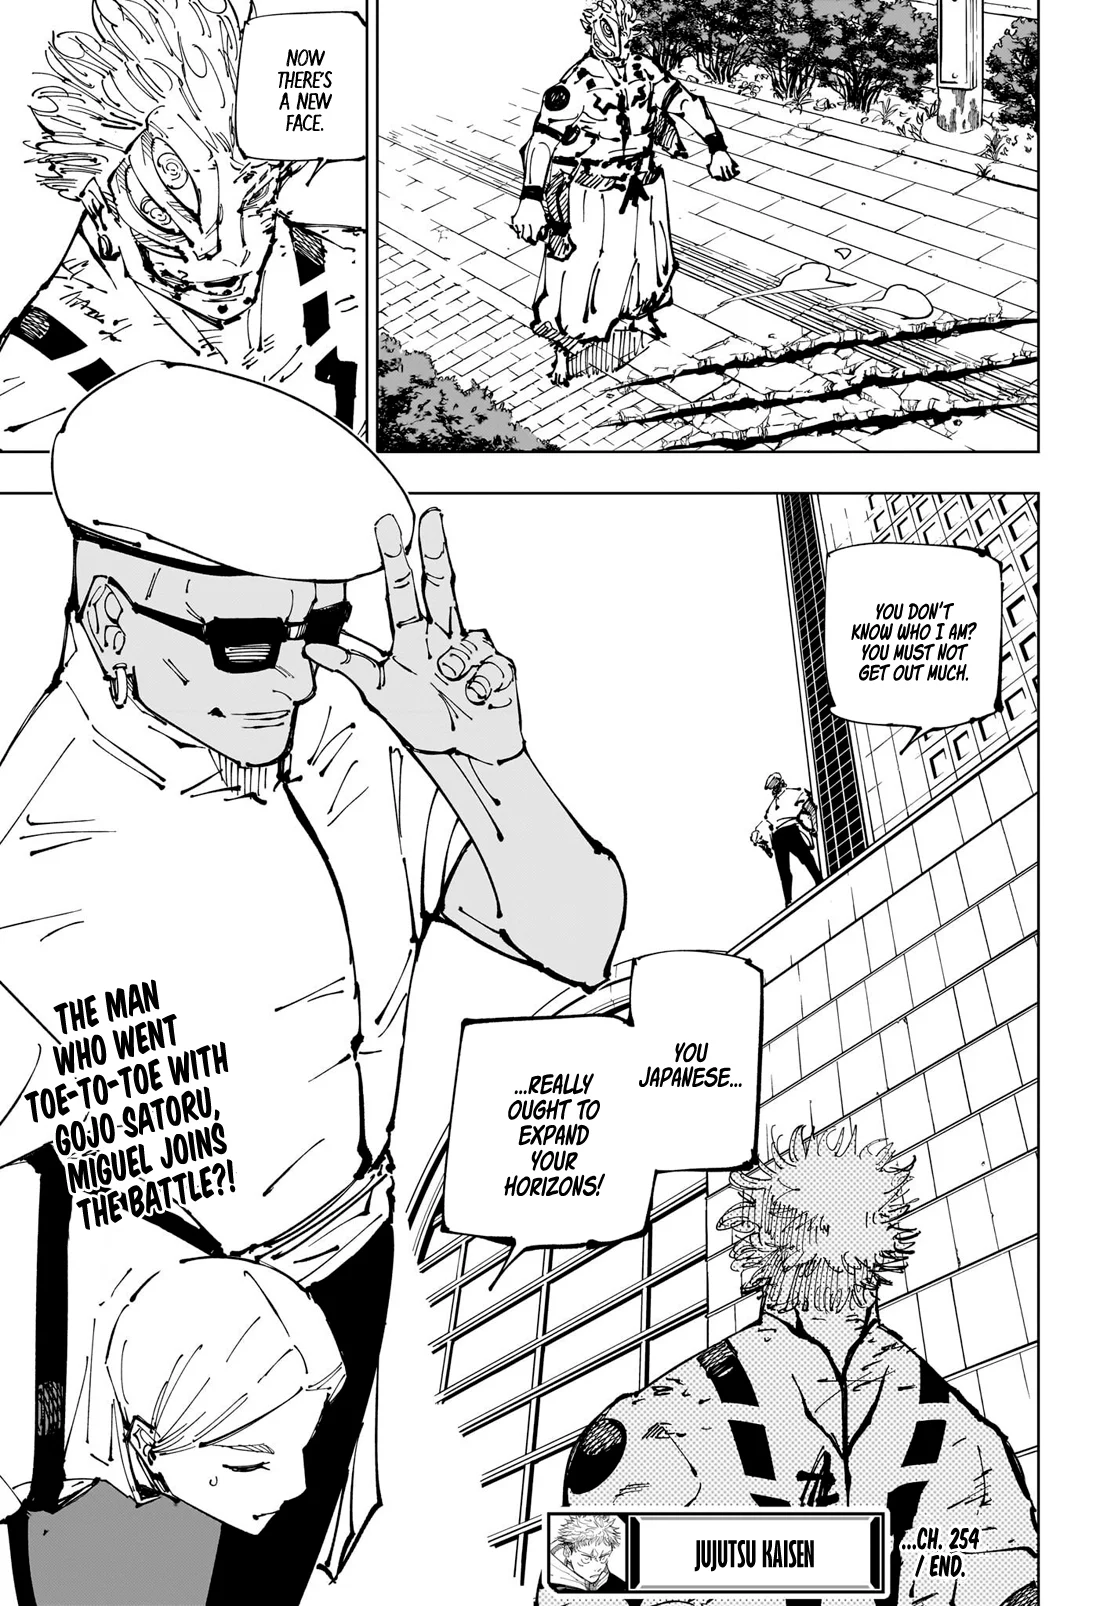 NOW
THERE'S
A NEW
FACE.
YOU DON'T
KNOW WHO I AM?
YOU MUST NOT
GET OUT MUCH.
YOU
JAPANESE...
...REALLY
OUGHT TO
EXPAND
YOUR
HORIZONS!
THE MAN
WHO WENT
TOE-TO-TOE WITH
GOJO SATORU,
MIGUEL JOINS
THE BATTLE?!
JUJUTSU KAISEN
...CH. 254
/ END.